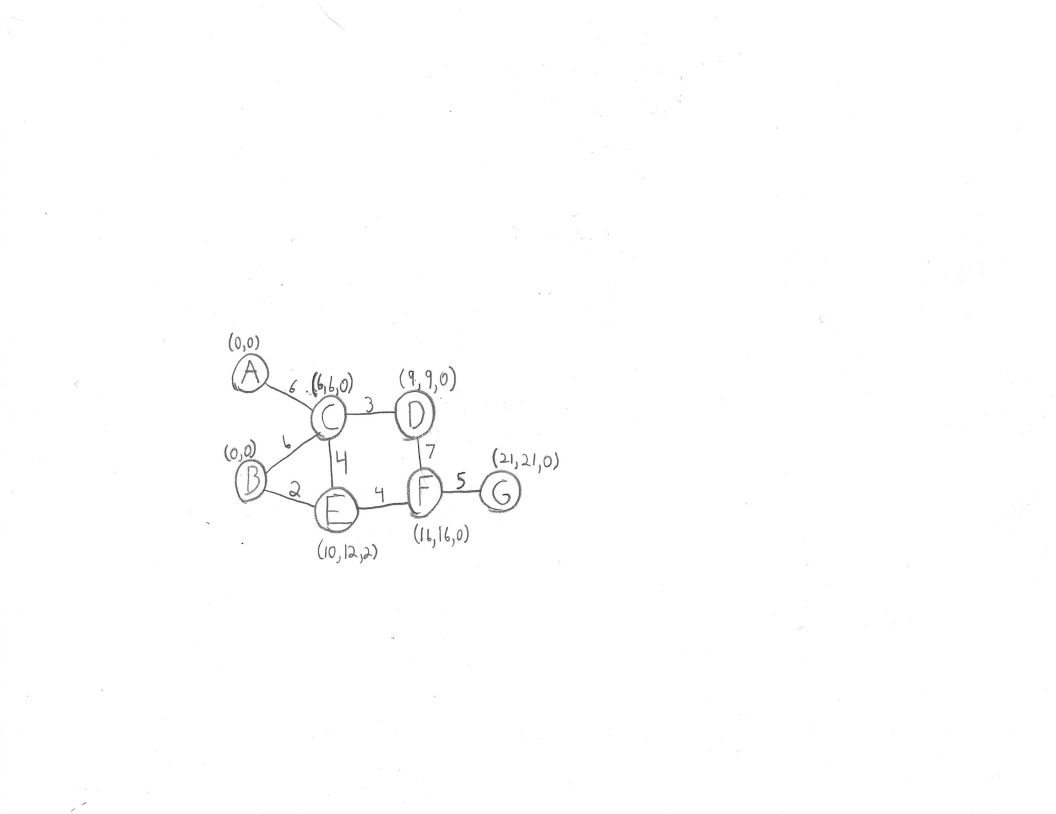 (0,0)
A
6
(6,6,0)
(9,9,0)
C
3
D
(0,0)
6
4
7
B
2
E
4
F
5
G
(21,21,0)
(10,12,2)
(16,16,0)